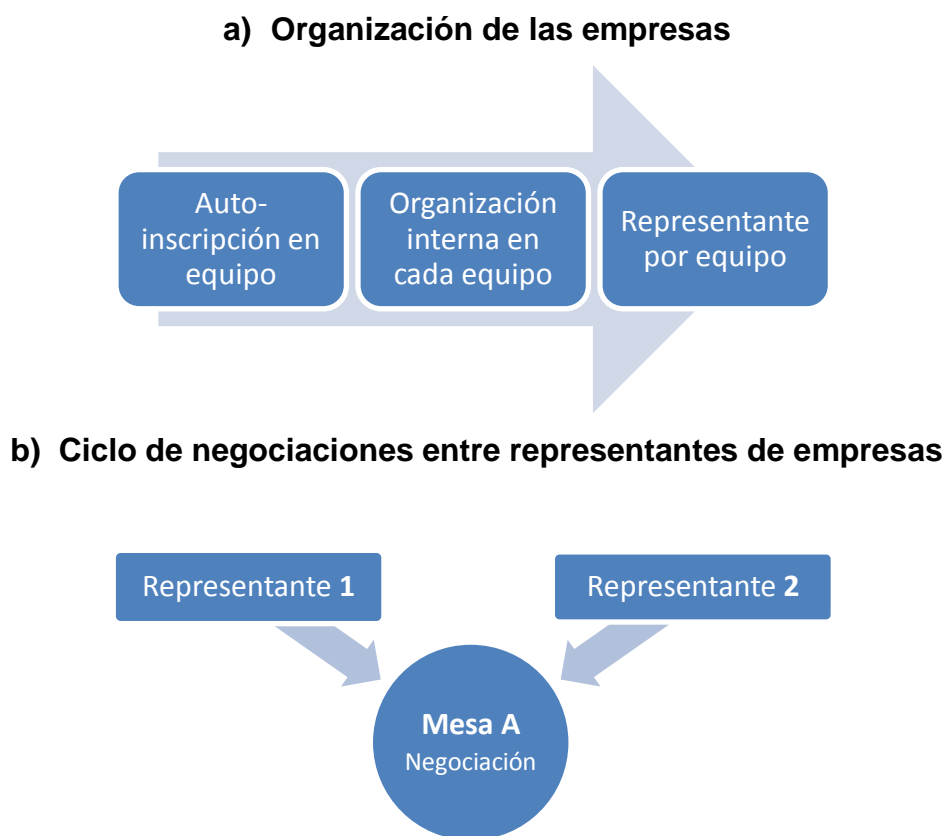 a) Organización de las empresas
Auto-
inscripción en
equipo
Organización
interna en
cada equipo
Representante
por equipo
b) Ciclo de negociaciones entre representantes de empresas
Representante 1
Representante 2
Mesa A
Negociación